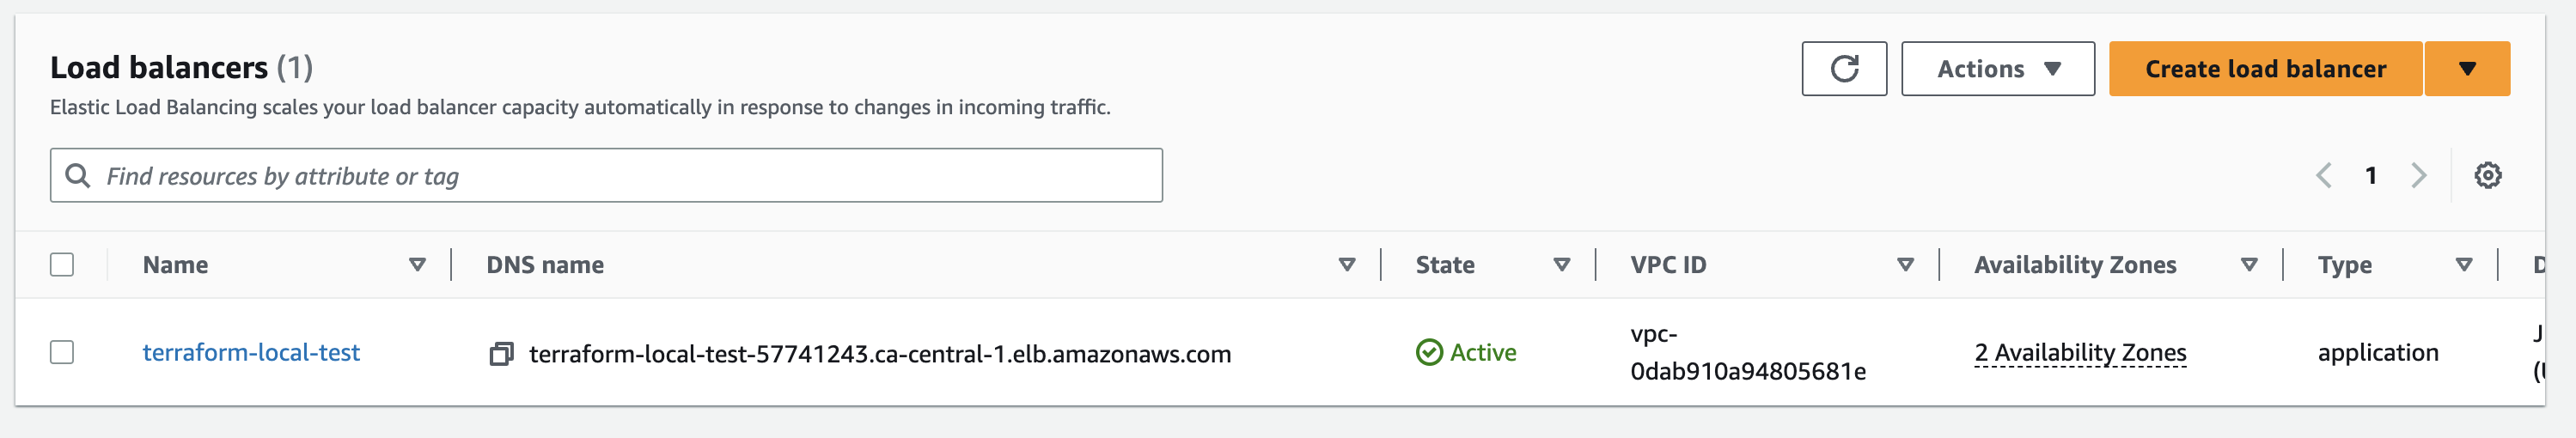 Load balancers (1)
Actions
Create load balancer
Elastic Load Balancing scales your load balancer capacity automatically in response to changes in incoming traffic.
Find resources by attribute or tag
1
Name
DNS name
State
VPC ID
Availability Zones
Type
terraform-local-test
terraform-local-test-57741243.ca-central-1.elb.amazonaws.com
Active
vpc-
0dab910a94805681e
2 Availability Zones
application